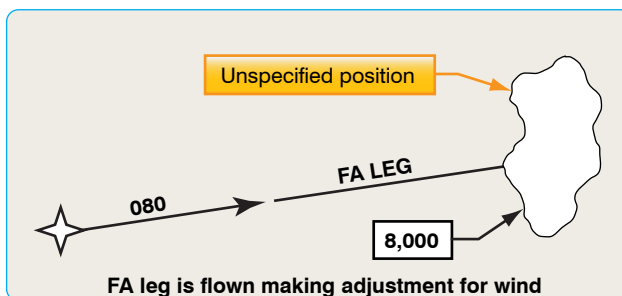 Unspecified position
FA LEG
080
8,000
FA leg is flown making adjustment for wind